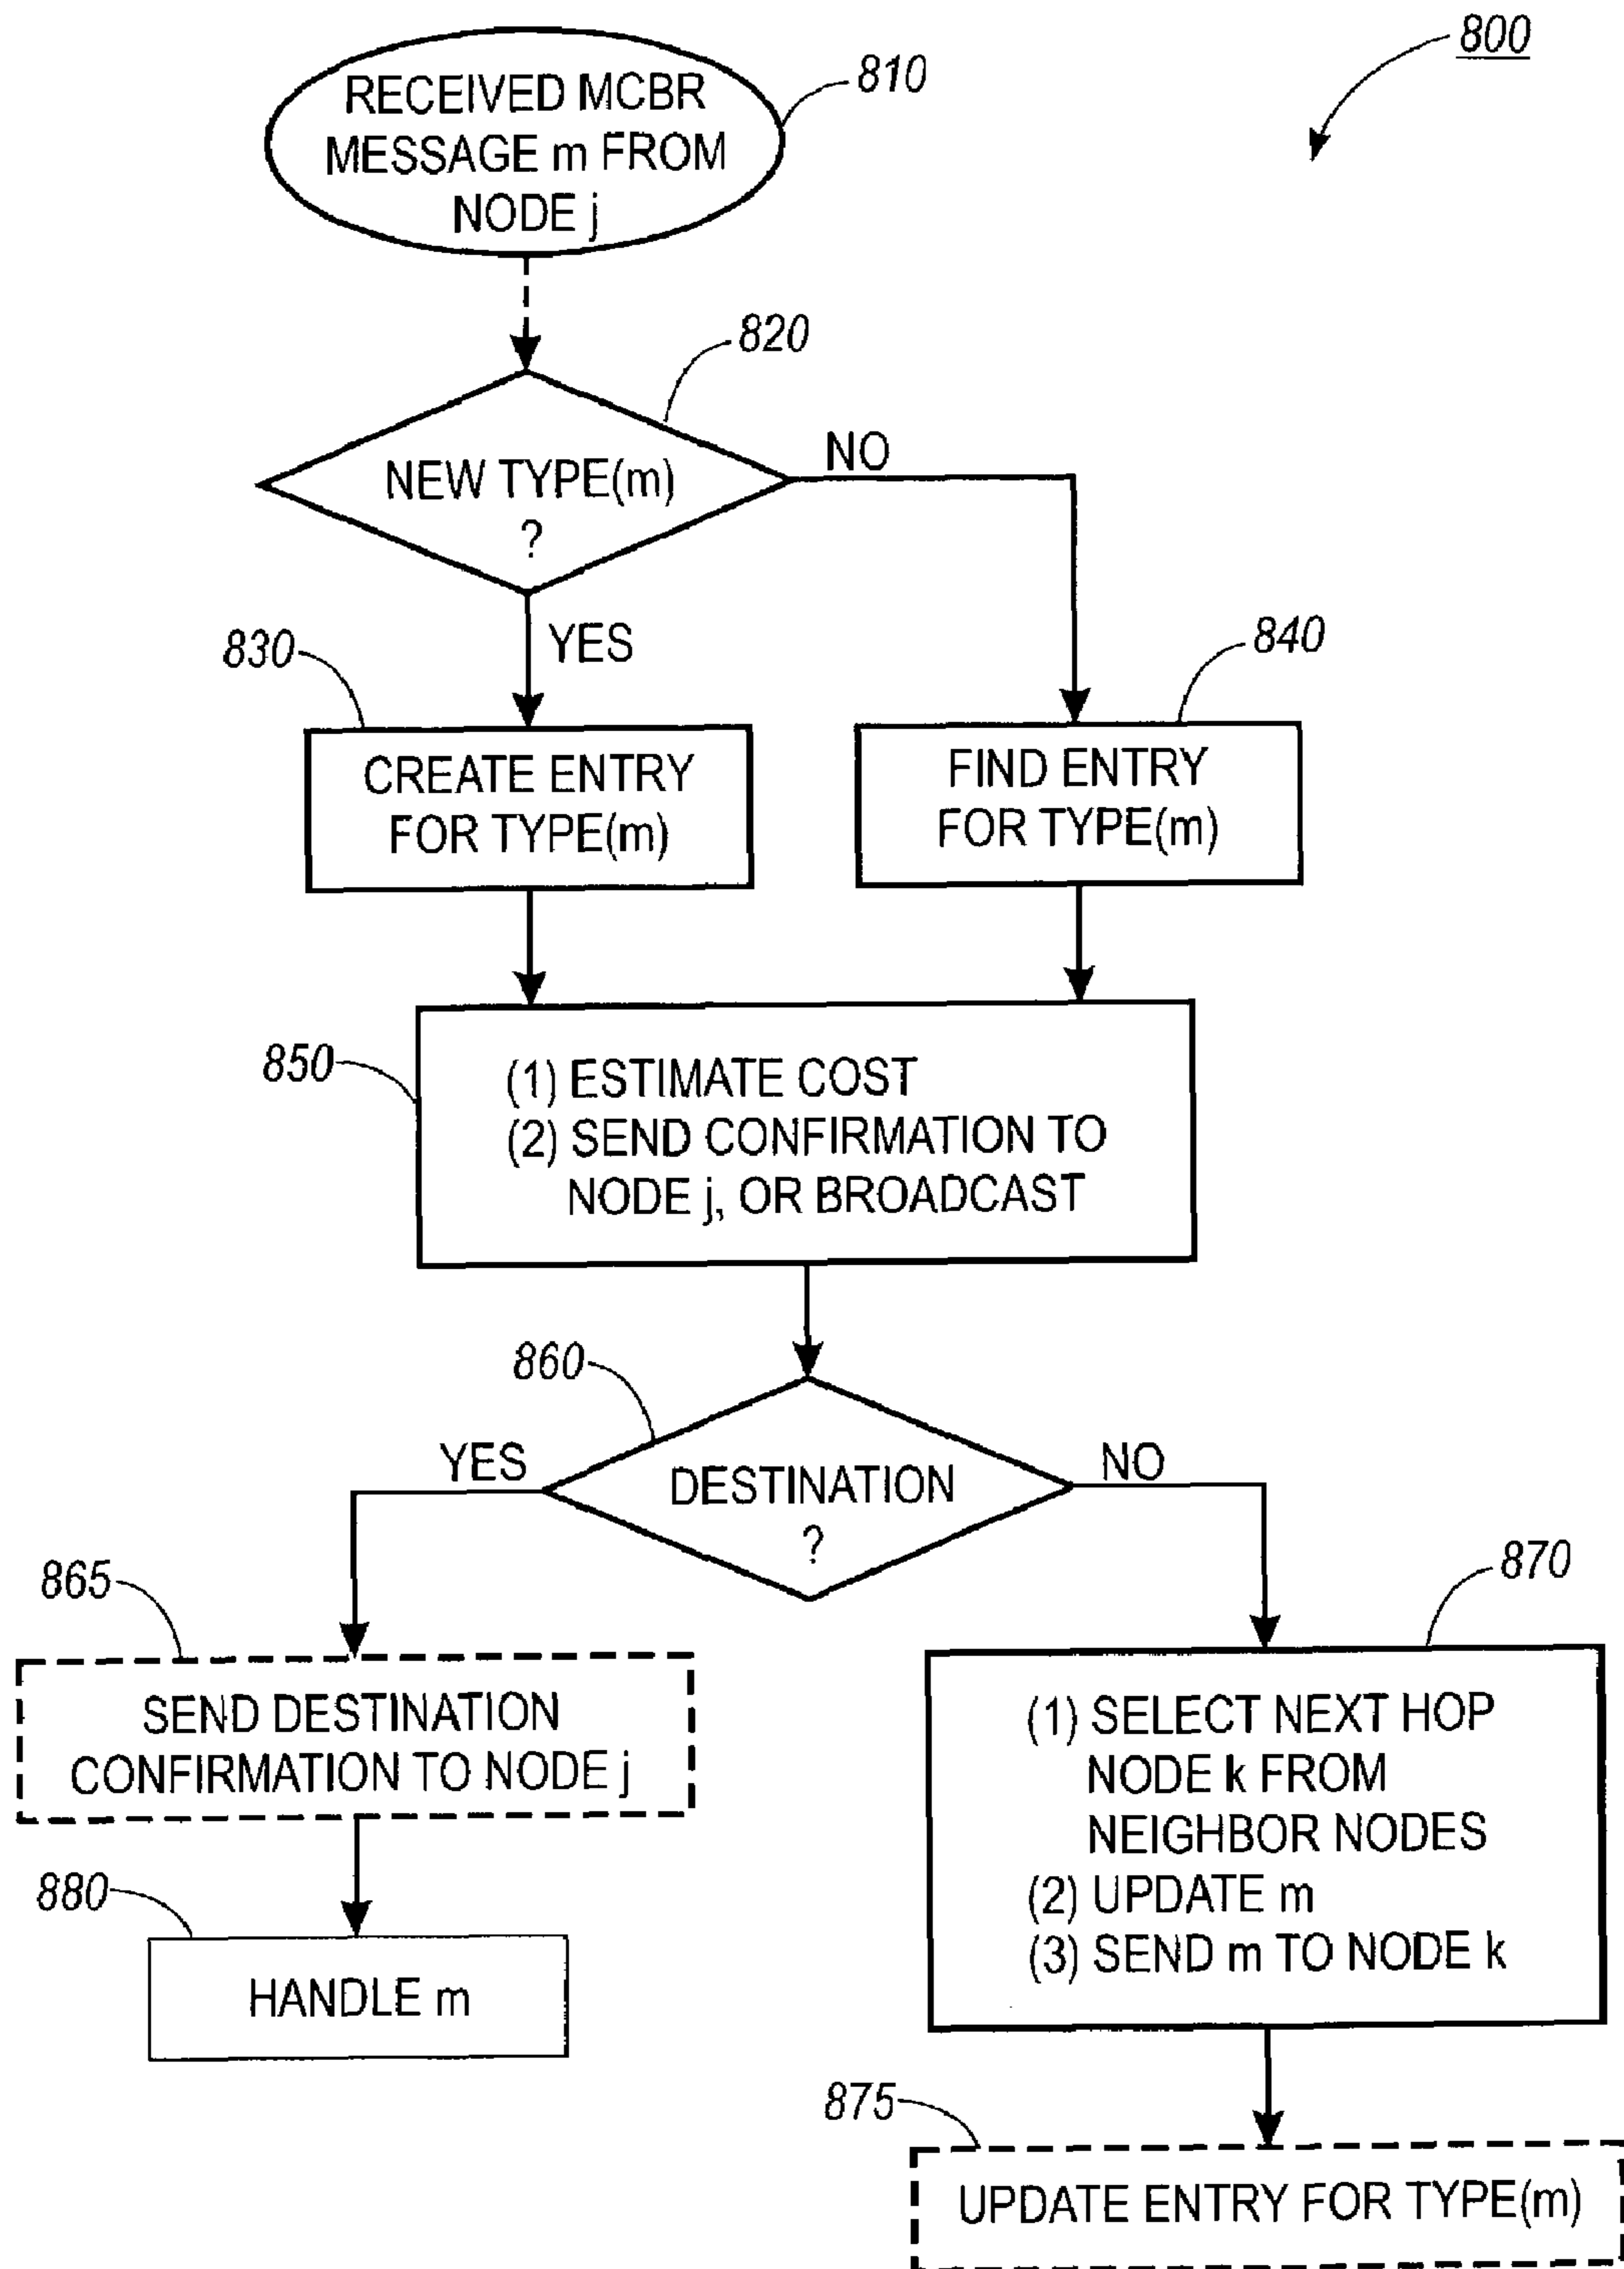 800
810
RECEIVED MCBR
MESSAGE m FROM
NODE j
820
NEW TYPE(m)
?
NO
YES
830
CREATE ENTRY
FOR TYPE(m)
840
FIND ENTRY
FOR TYPE(m)
850
(1) ESTIMATE COST
(2) SEND CONFIRMATION TO
NODE j, OR BROADCAST
860
DESTINATION
?
YES
NO
865
SEND DESTINATION
CONFIRMATION TO NODE j
880
HANDLE m
870
(1) SELECT NEXT HOP
NODE k FROM
NEIGHBOR NODES
(2) UPDATE m
(3) SEND m TO NODE k
875
UPDATE ENTRY FOR TYPE(m)